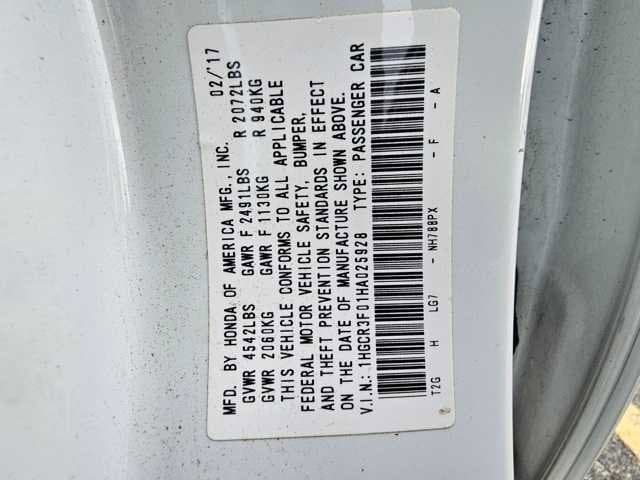 MFD. BY HONDA OF AMERICA MFG., INC. 02/'17
GVWR 4542LBS GAWR F 2491LBS R 2072LBS
GVWR 2060KG GAWR F 1130KG R 940KG
THIS VEHICLE CONFORMS TO ALL APPLICABLE
FEDERAL MOTOR VEHICLE SAFETY, BUMPER,
AND THEFT PREVENTION STANDARDS IN EFFECT
ON THE DATE OF MANUFACTURE SHOWN ABOVE.
V.I.N.: 1HGCR3F01HA025928 TYPE: PASSENGER CAR
T2G H LG7 - NH788PX - F - A